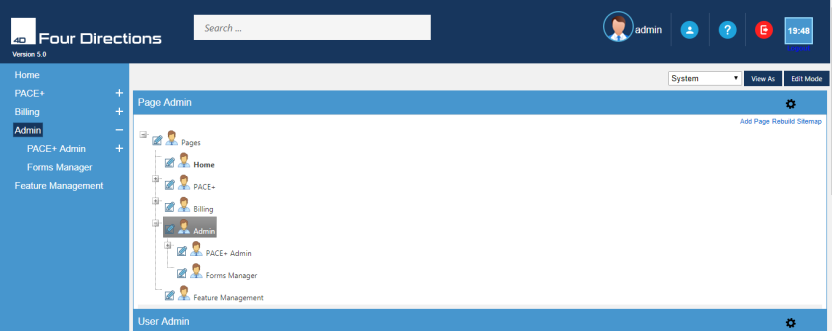 4D Four Directions
Version 5.0
Search ...
admin
?
19:48
Home
PACE+ +
Billing +
Admin −
PACE+ Admin +
Forms Manager
Feature Management
System
View As
Edit Mode
Page Admin
Add Page Rebuild Sitemap
Pages
Home
PACE+
Billing
Admin
PACE+ Admin
Forms Manager
Feature Management
User Admin